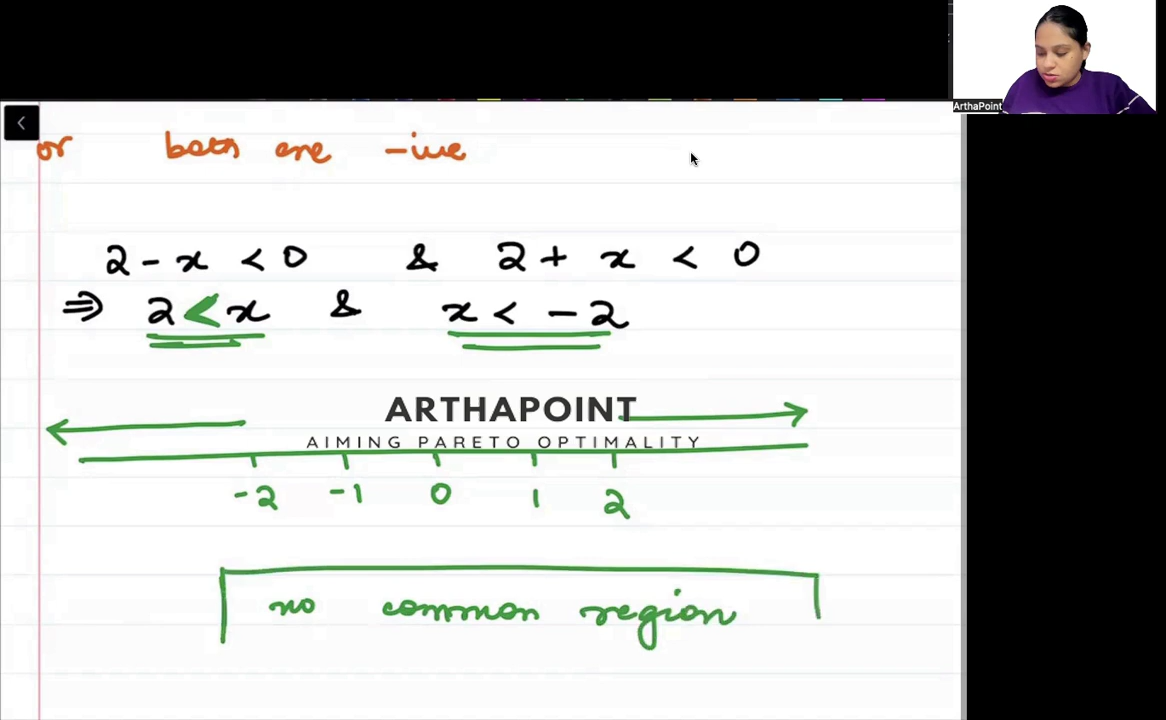 ArthaPoint
or both are -ive
2 - x < 0 & 2 + x < 0
⇒ 2 < x & x < -2
ARTHAPOINT
AIMING PARETO OPTIMALITY
-2 -1 0 1 2
no common region